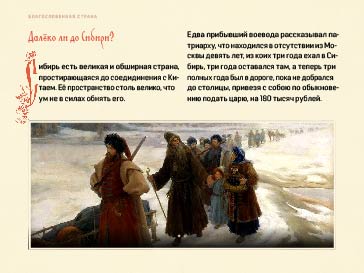 БЛАГОСЛОВЕННАЯ СТРАНА
Далёко ли до Сибири?
Сибирь есть великая и обширная страна,
простирающаяся до соединения с Ки-
таем. Её пространство столь велико, что
ум не в силах обнять его.
Едва прибывший воевода рассказывал па-
триарху, что находился в отсутствии из Мо-
сквы девять лет, из коих три года ехал в Си-
бирь, три года оставался там, а теперь три
полных года был в дороге, пока не добрался
до столицы, привезя с собою по обыкнове-
нию подать царю, на 180 тысяч рублей.